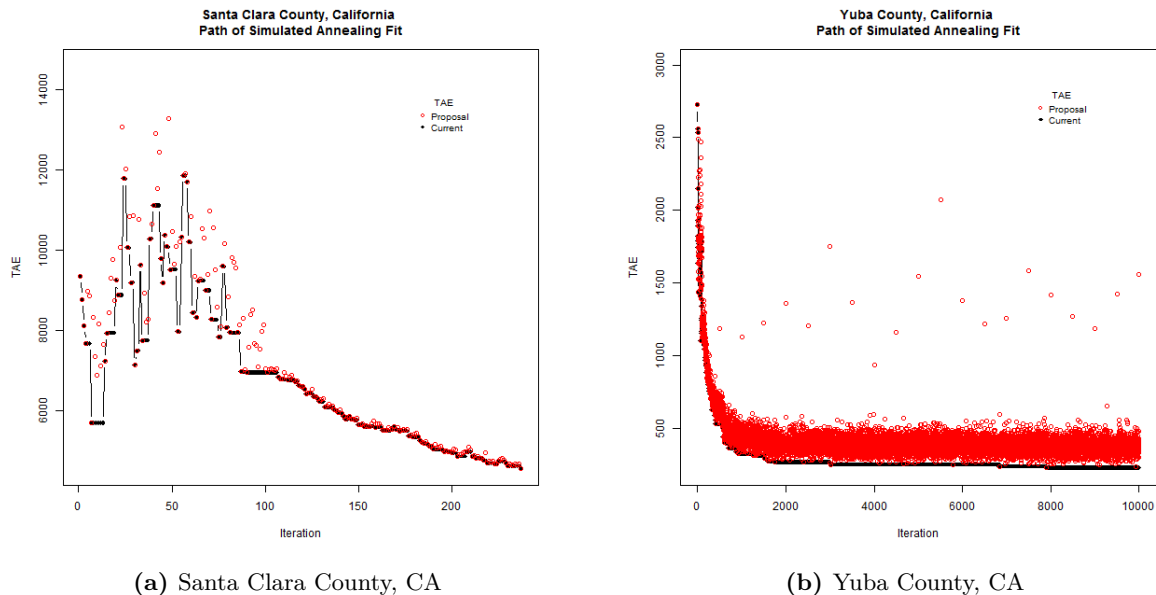 Santa Clara County, California
Path of Simulated Annealing Fit
TAE
14000
12000
10000
8000
6000
TAE
Proposal
Current
0
50
100
150
200
Iteration
(a) Santa Clara County, CA
Yuba County, California
Path of Simulated Annealing Fit
TAE
3000
2500
2000
1500
1000
500
TAE
Proposal
Current
0
2000
4000
6000
8000
10000
Iteration
(b) Yuba County, CA